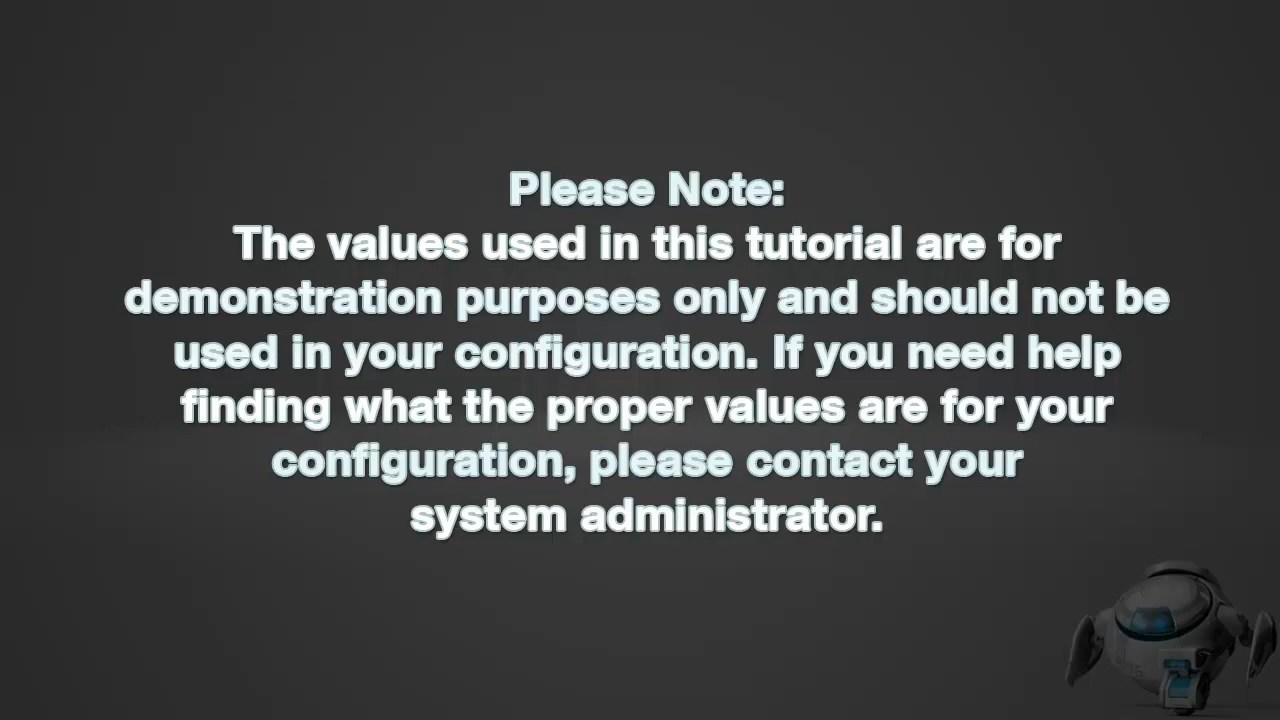 Please Note:
The values used in this tutorial are for
demonstration purposes only and should not be
used in your configuration. If you need help
finding what the proper values are for your
configuration, please contact your
system administrator.